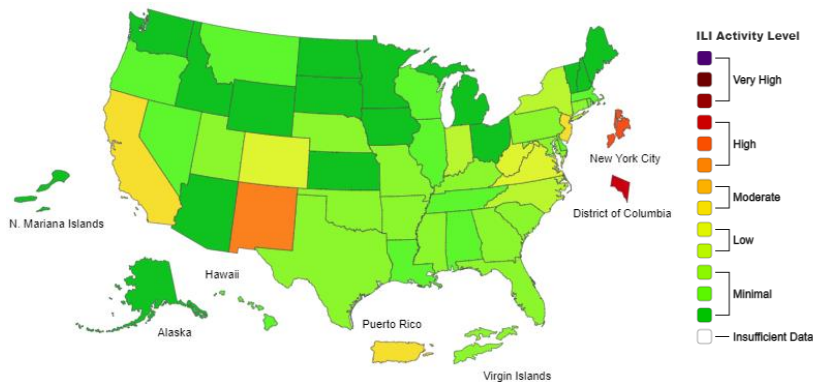 ILI Activity Level
Very High
High
Moderate
Low
Minimal
Insufficient Data
New York City
District of Columbia
N. Mariana Islands
Hawaii
Alaska
Puerto Rico
Virgin Islands